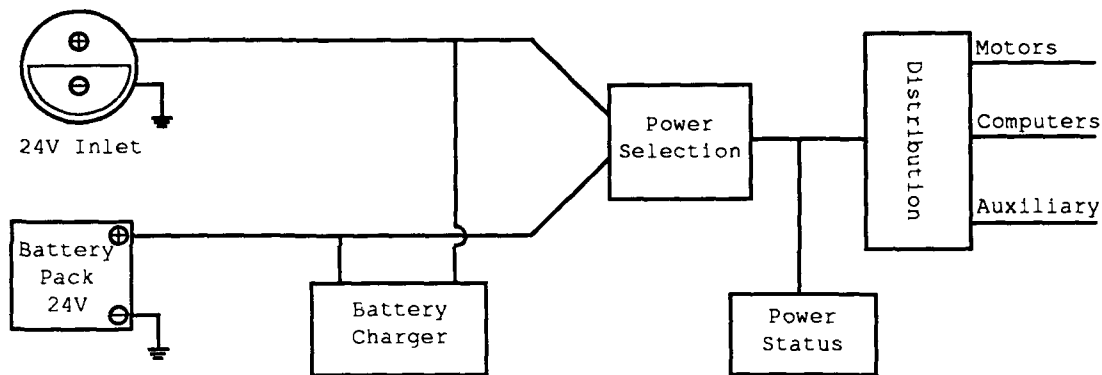 24V Inlet
Battery
Pack
24V
Battery
Charger
Power
Selection
Power
Status
Distribution
Motors
Computers
Auxiliary